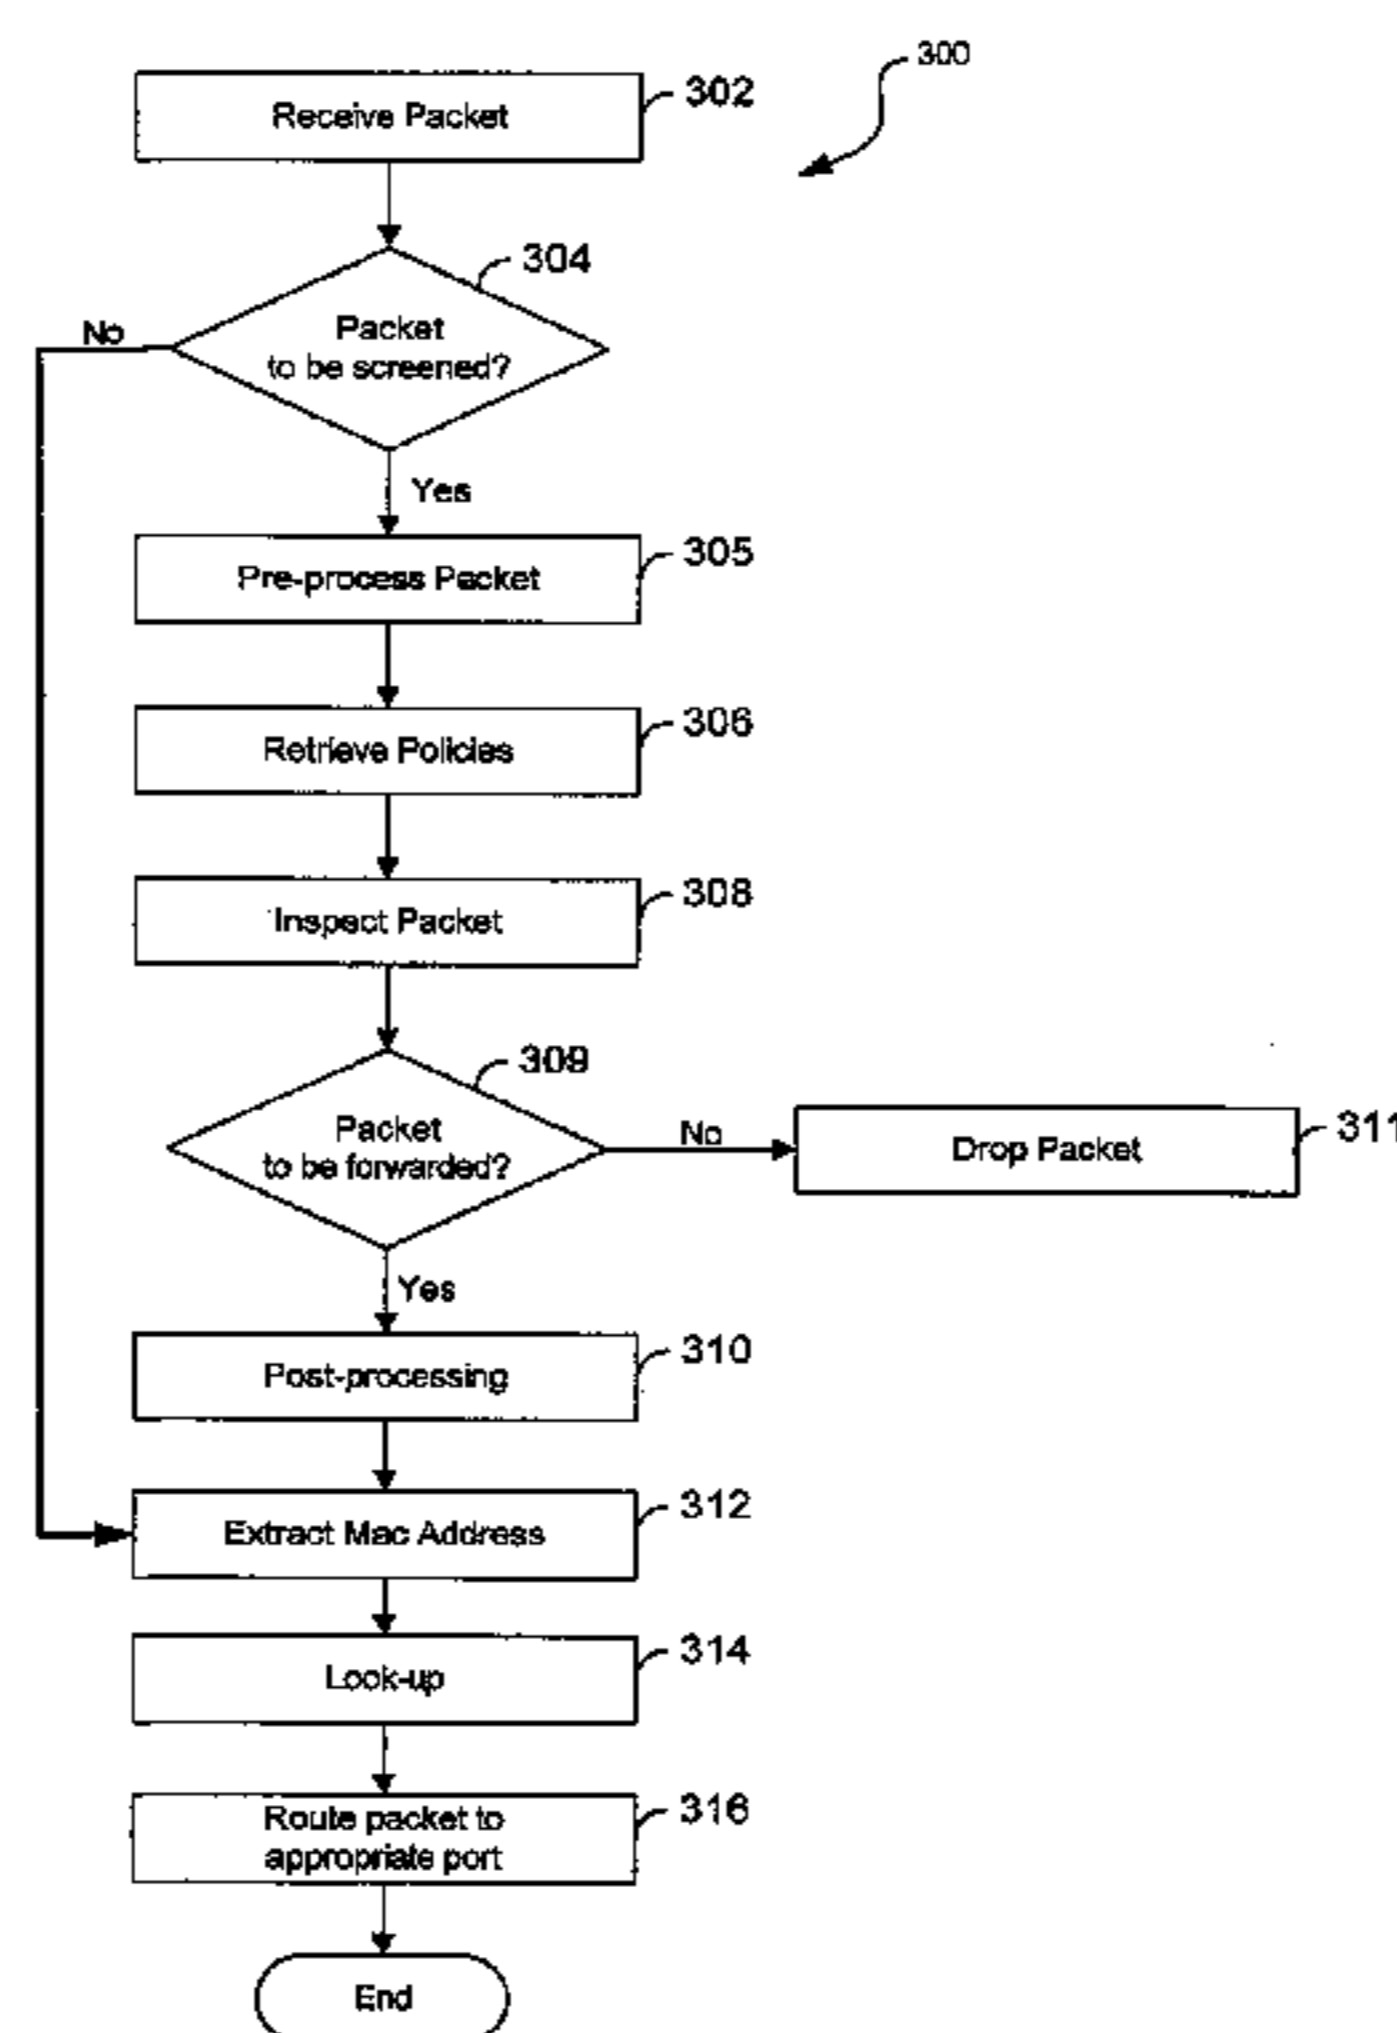 300
Receive Packet
302
304
Packet
to be screened?
No
Yes
Pre-process Packet
305
Retrieve Policies
306
Inspect Packet
308
309
Packet
to be forwarded?
No
Drop Packet
311
Yes
Post-processing
310
Extract Mac Address
312
Look-up
314
Route packet to
appropriate port
316
End